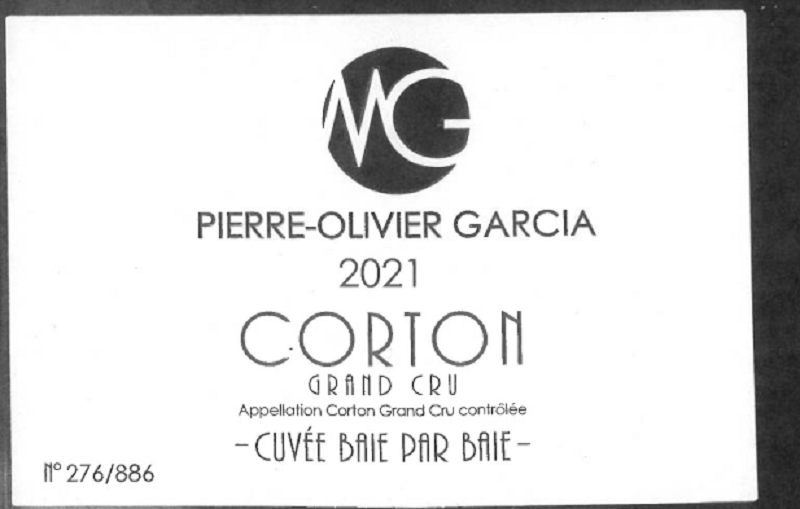 MG
PIERRE-OLIVIER GARCIA
2021
CORTON
GRAND CRU
Appellation Corton Grand Cru contrôlée
-CUVÉE BAIE PAR BAIE-
N° 276/886